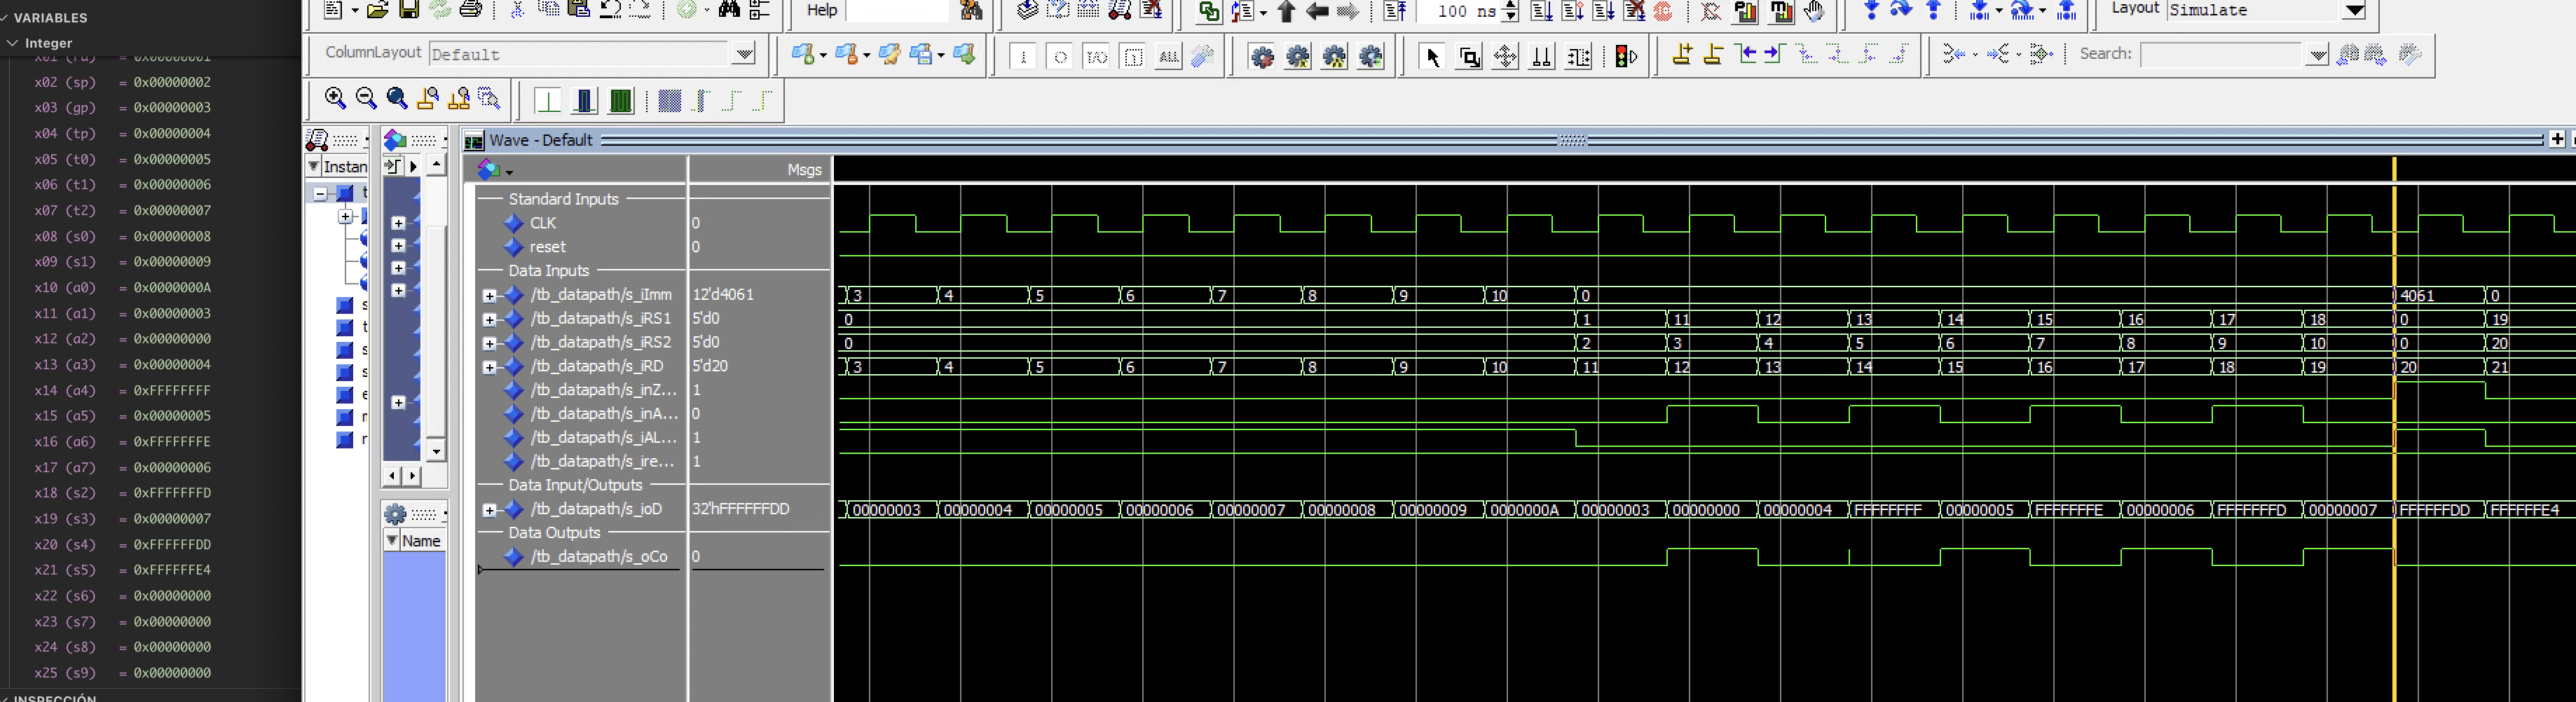 VARIABLES
Integer
x02 (sp) = 0x00000002
x03 (gp) = 0x00000003
x04 (tp) = 0x00000004
x05 (t0) = 0x00000005
x06 (t1) = 0x00000006
x07 (t2) = 0x00000007
x08 (s0) = 0x00000008
x09 (s1) = 0x00000009
x10 (a0) = 0x0000000A
x11 (a1) = 0x00000003
x12 (a2) = 0x00000000
x13 (a3) = 0x00000004
x14 (a4) = 0xFFFFFFFF
x15 (a5) = 0x00000005
x16 (a6) = 0xFFFFFFFE
x17 (a7) = 0x00000006
x18 (s2) = 0xFFFFFFFD
x19 (s3) = 0x00000007
x20 (s4) = 0xFFFFFFDD
x21 (s5) = 0xFFFFFFE4
x22 (s6) = 0x00000000
x23 (s7) = 0x00000000
x24 (s8) = 0x00000000
x25 (s9) = 0x00000000
INSPECCIÓN
Help
100 ns
Layout Simulate
ColumnLayout Default
ALL
Search:
Wave - Default
Instan
Name
Msgs
Standard Inputs
CLK 0
reset 0
Data Inputs
/tb_datapath/s_iImm 12'd4061 3 4 5 6 7 8 9 10 0 4061 0
/tb_datapath/s_iRS1 5'd0 0 1 11 12 13 14 15 16 17 18 0 19
/tb_datapath/s_iRS2 5'd0 0 2 3 4 5 6 7 8 9 10 0 20
/tb_datapath/s_iRD 5'd20 3 4 5 6 7 8 9 10 11 12 13 14 15 16 17 18 19 20 21
/tb_datapath/s_inZ... 1
/tb_datapath/s_inA... 0
/tb_datapath/s_iAL... 1
/tb_datapath/s_ire... 1
Data Input/Outputs
/tb_datapath/s_ioD 32'hFFFFFFDD 00000003 00000004 00000005 00000006 00000007 00000008 00000009 0000000A 00000003 00000000 00000004 FFFFFFFF 00000005 FFFFFFFE 00000006 FFFFFFFD 00000007 FFFFFFDD FFFFFFE4
Data Outputs
/tb_datapath/s_oCo 0